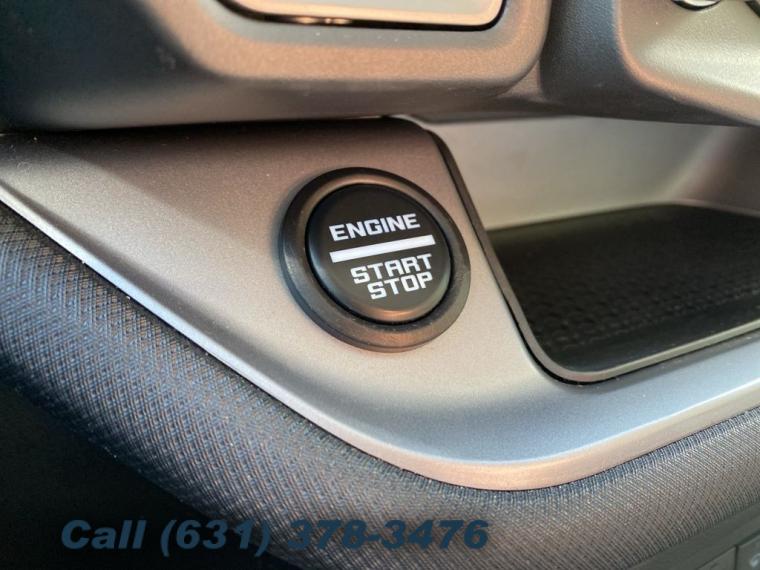 ENGINE
START
STOP
Call (631) 378-3476